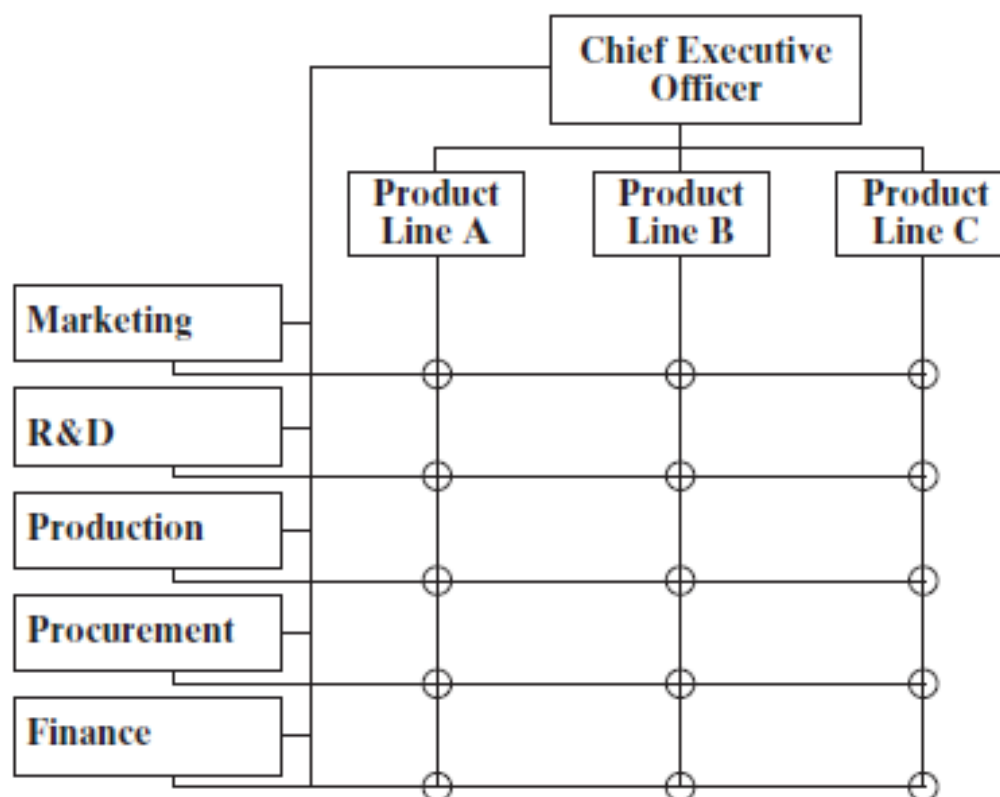 Chief Executive
Officer
Product
Line A
Product
Line B
Product
Line C
Marketing
R&D
Production
Procurement
Finance